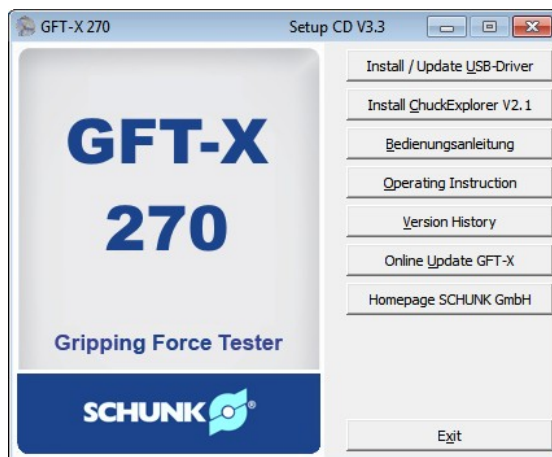 GFT-X 270 Setup CD V3.3
GFT-X
270
Gripping Force Tester
SCHUNK®
Install / Update USB-Driver
Install ChuckExplorer V2.1
Bedienungsanleitung
Operating Instruction
Version History
Online Update GFT-X
Homepage SCHUNK GmbH
Exit